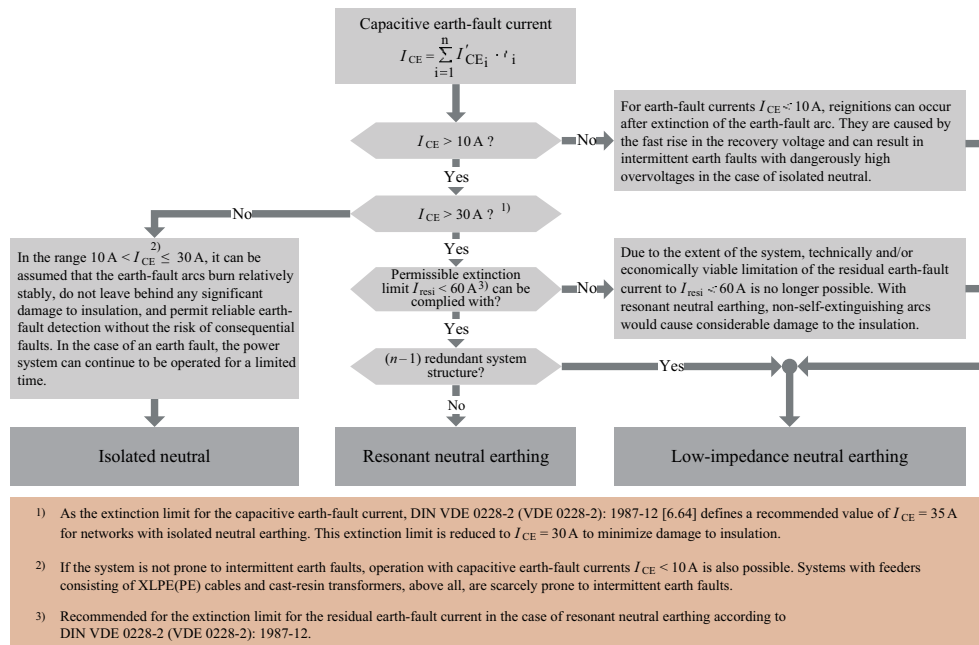 Capacitive earth-fault current
I CE = n∑i=1 I′CEi · ℓ i
I CE > 10 A ?
No
For earth-fault currents I CE < 10 A, reignitions can occur
after extinction of the earth-fault arc. They are caused by
the fast rise in the recovery voltage and can result in
intermittent earth faults with dangerously high
overvoltages in the case of isolated neutral.
Yes
I CE > 30 A ? 1)
No
In the range 10 A < I CE 2) ≤ 30 A, it can be
assumed that the earth-fault arcs burn relatively
stably, do not leave behind any significant
damage to insulation, and permit reliable earth-
fault detection without the risk of consequential
faults. In the case of an earth fault, the power
system can continue to be operated for a limited
time.
Yes
Permissible extinction
limit I resi < 60 A 3) can be
complied with?
No
Due to the extent of the system, technically and/or
economically viable limitation of the residual earth-fault
current to I resi < 60 A is no longer possible. With
resonant neutral earthing, non-self-extinguishing arcs
would cause considerable damage to the insulation.
Yes
(n – 1) redundant system
structure?
Yes
No
Isolated neutral
Resonant neutral earthing
Low-impedance neutral earthing
1) As the extinction limit for the capacitive earth-fault current, DIN VDE 0228-2 (VDE 0228-2): 1987-12 [6.64] defines a recommended value of I CE = 35 A
for networks with isolated neutral earthing. This extinction limit is reduced to I CE = 30 A to minimize damage to insulation.
2) If the system is not prone to intermittent earth faults, operation with capacitive earth-fault currents I CE < 10 A is also possible. Systems with feeders
consisting of XLPE(PE) cables and cast-resin transformers, above all, are scarcely prone to intermittent earth faults.
3) Recommended for the extinction limit for the residual earth-fault current in the case of resonant neutral earthing according to
DIN VDE 0228-2 (VDE 0228-2): 1987-12.